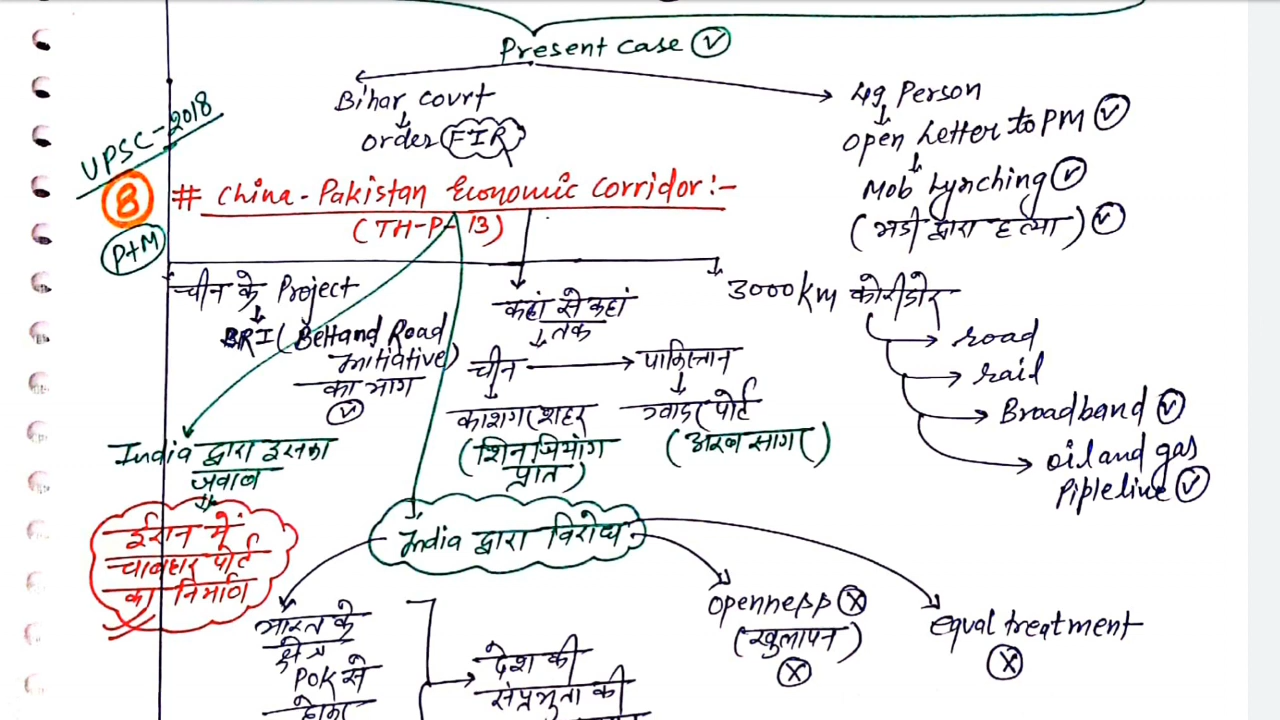 Present case
Bihar court
order FIR
49 Person
open Letter to PM
Mob Lynching
(भीड़ द्वारा हत्या)
UPSC-2018
8
P+M
# China-Pakistan Economic Corridor:-
(TH-P-13)
चीन के Project
BRI (Belt and Road
Initiative)
का भाग
कहां से कहां
तक
चीन
पाकिस्तान
काशगर शहर
(शिनजियांग
प्रांत)
ग्वादर पोर्ट
(अरब सागर)
3000km कोरीडोर
road
rail
Broadband
oil and gas
Pipleline
India द्वारा इसका
जवाब
ईरान में
चाबहार पोर्ट
का निर्माण
India द्वारा विरोध
भारत के
क्षेत्र
POK से
होकर
देश की
संप्रभुता की
openness
(खुलापन)
equal treatment